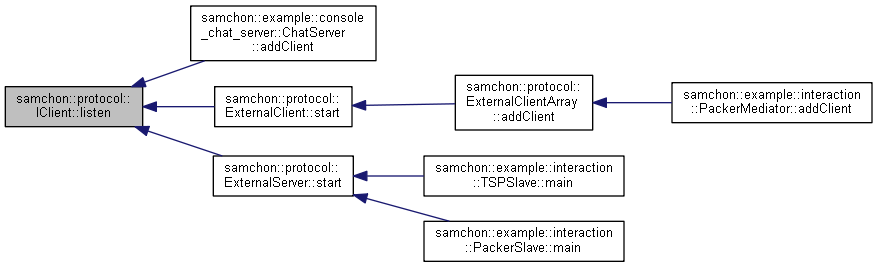 samchon::example::console
_chat_server::ChatServer
::addClient
samchon::protocol::
IClient::listen
samchon::protocol::
ExternalClient::start
samchon::protocol::
ExternalClientArray
::addClient
samchon::example::interaction
::PackerMediator::addClient
samchon::protocol::
ExternalServer::start
samchon::example::interaction
::TSPSlave::main
samchon::example::interaction
::PackerSlave::main